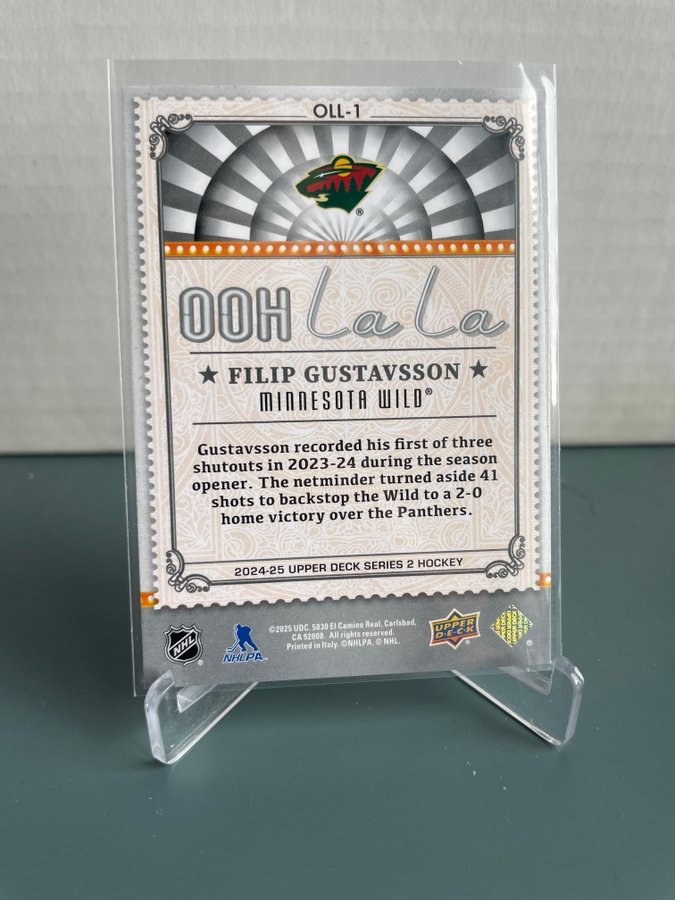 OLL-1
®
OOH La La
★ FILIP GUSTAVSSON ★
MINNESOTA WILD®
Gustavsson recorded his first of three
shutouts in 2023-24 during the season
opener. The netminder turned aside 41
shots to backstop the Wild to a 2-0
home victory over the Panthers.
2024-25 UPPER DECK SERIES 2 HOCKEY
©2025 UDC. 5830 El Camino Real, Carlsbad,
CA 92008. All rights reserved.
Printed in Italy ©NHLPA. © NHL.
NHL
®
NHLPA
UPPER
DECK
UPPER DECK
®